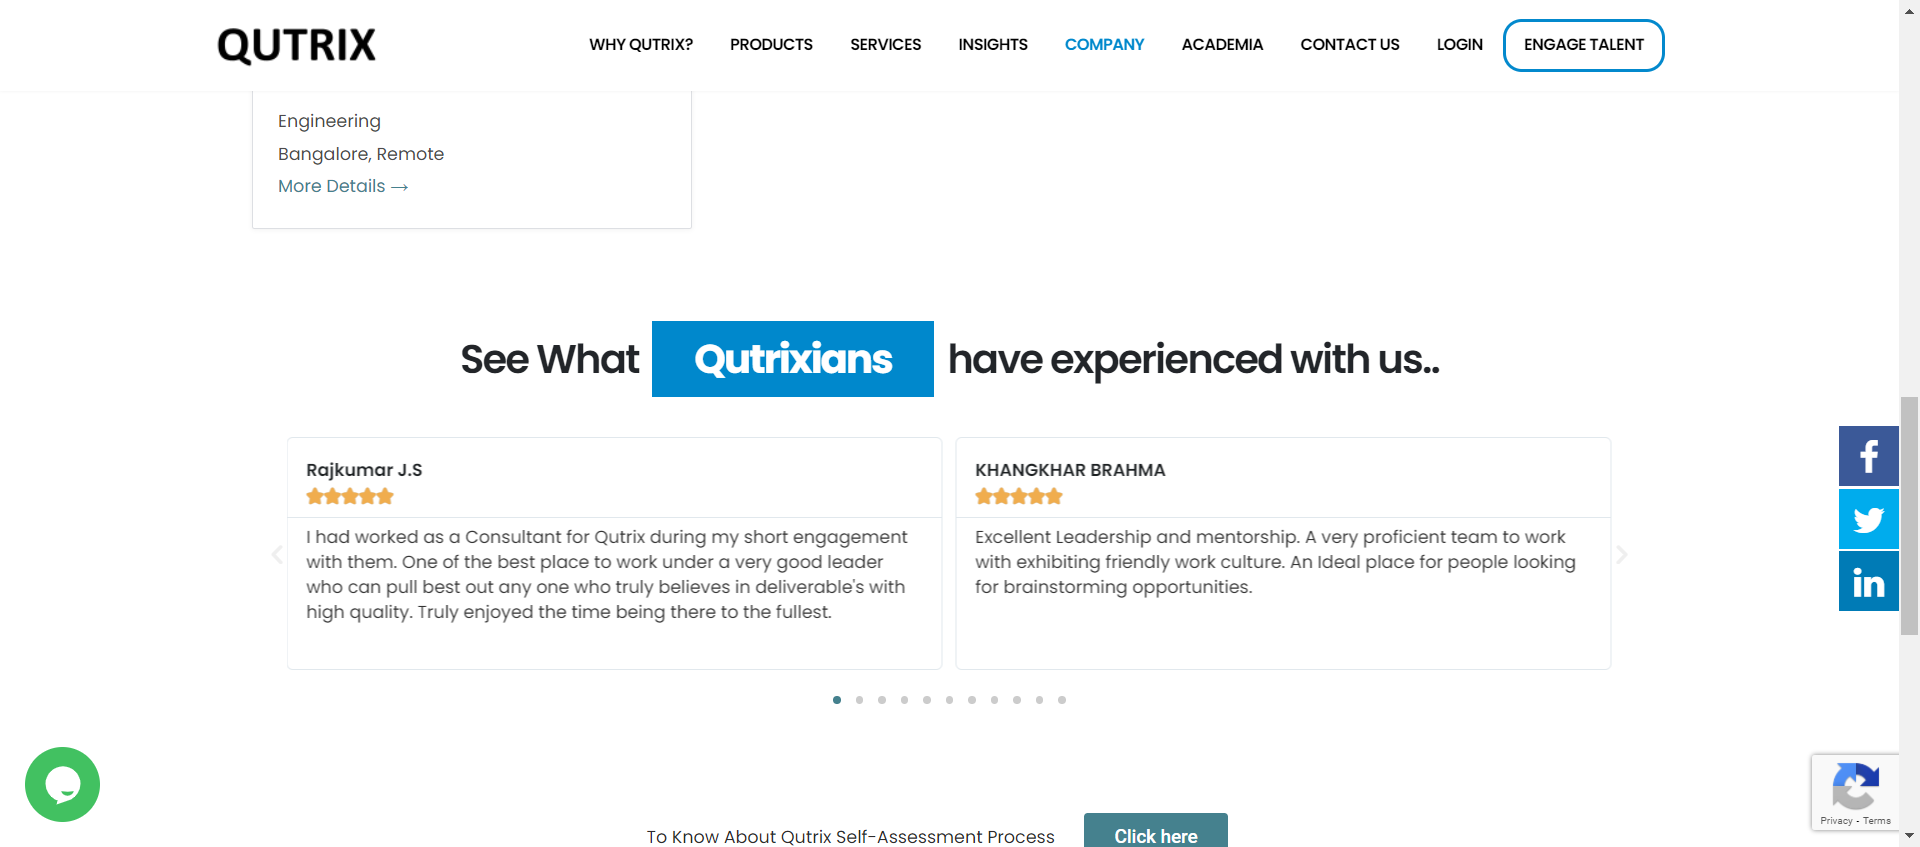 QUTRIX
WHY QUTRIX?
PRODUCTS
SERVICES
INSIGHTS
COMPANY
ACADEMIA
CONTACT US
LOGIN
ENGAGE TALENT
Engineering
Bangalore, Remote
More Details →
See What Qutrixians have experienced with us..
Rajkumar J.S
I had worked as a Consultant for Qutrix during my short engagement
with them. One of the best place to work under a very good leader
who can pull best out any one who truly believes in deliverable's with
high quality. Truly enjoyed the time being there to the fullest.
KHANGKHAR BRAHMA
Excellent Leadership and mentorship. A very proficient team to work
with exhibiting friendly work culture. An Ideal place for people looking
for brainstorming opportunities.
To Know About Qutrix Self-Assessment Process
Click here
Privacy - Terms